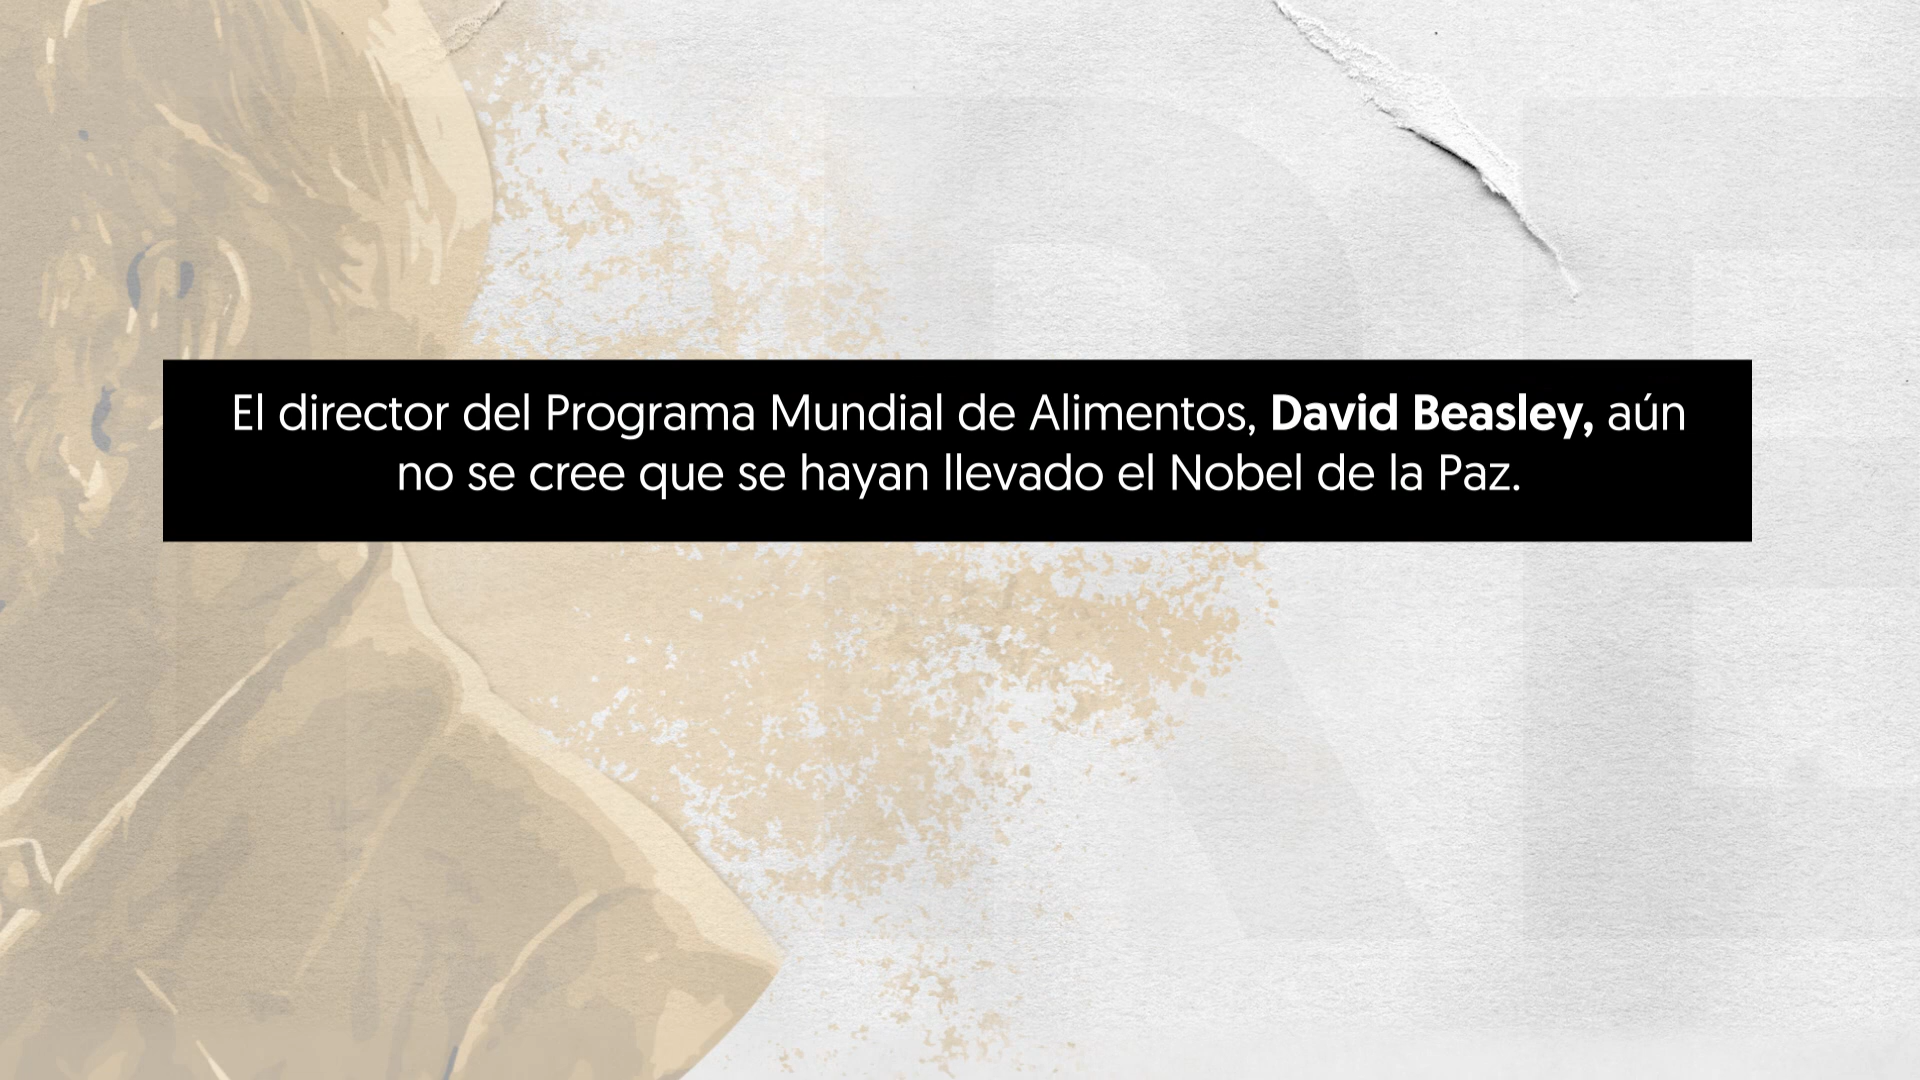 El director del Programa Mundial de Alimentos, David Beasley, aún
no se cree que se hayan llevado el Nobel de la Paz.